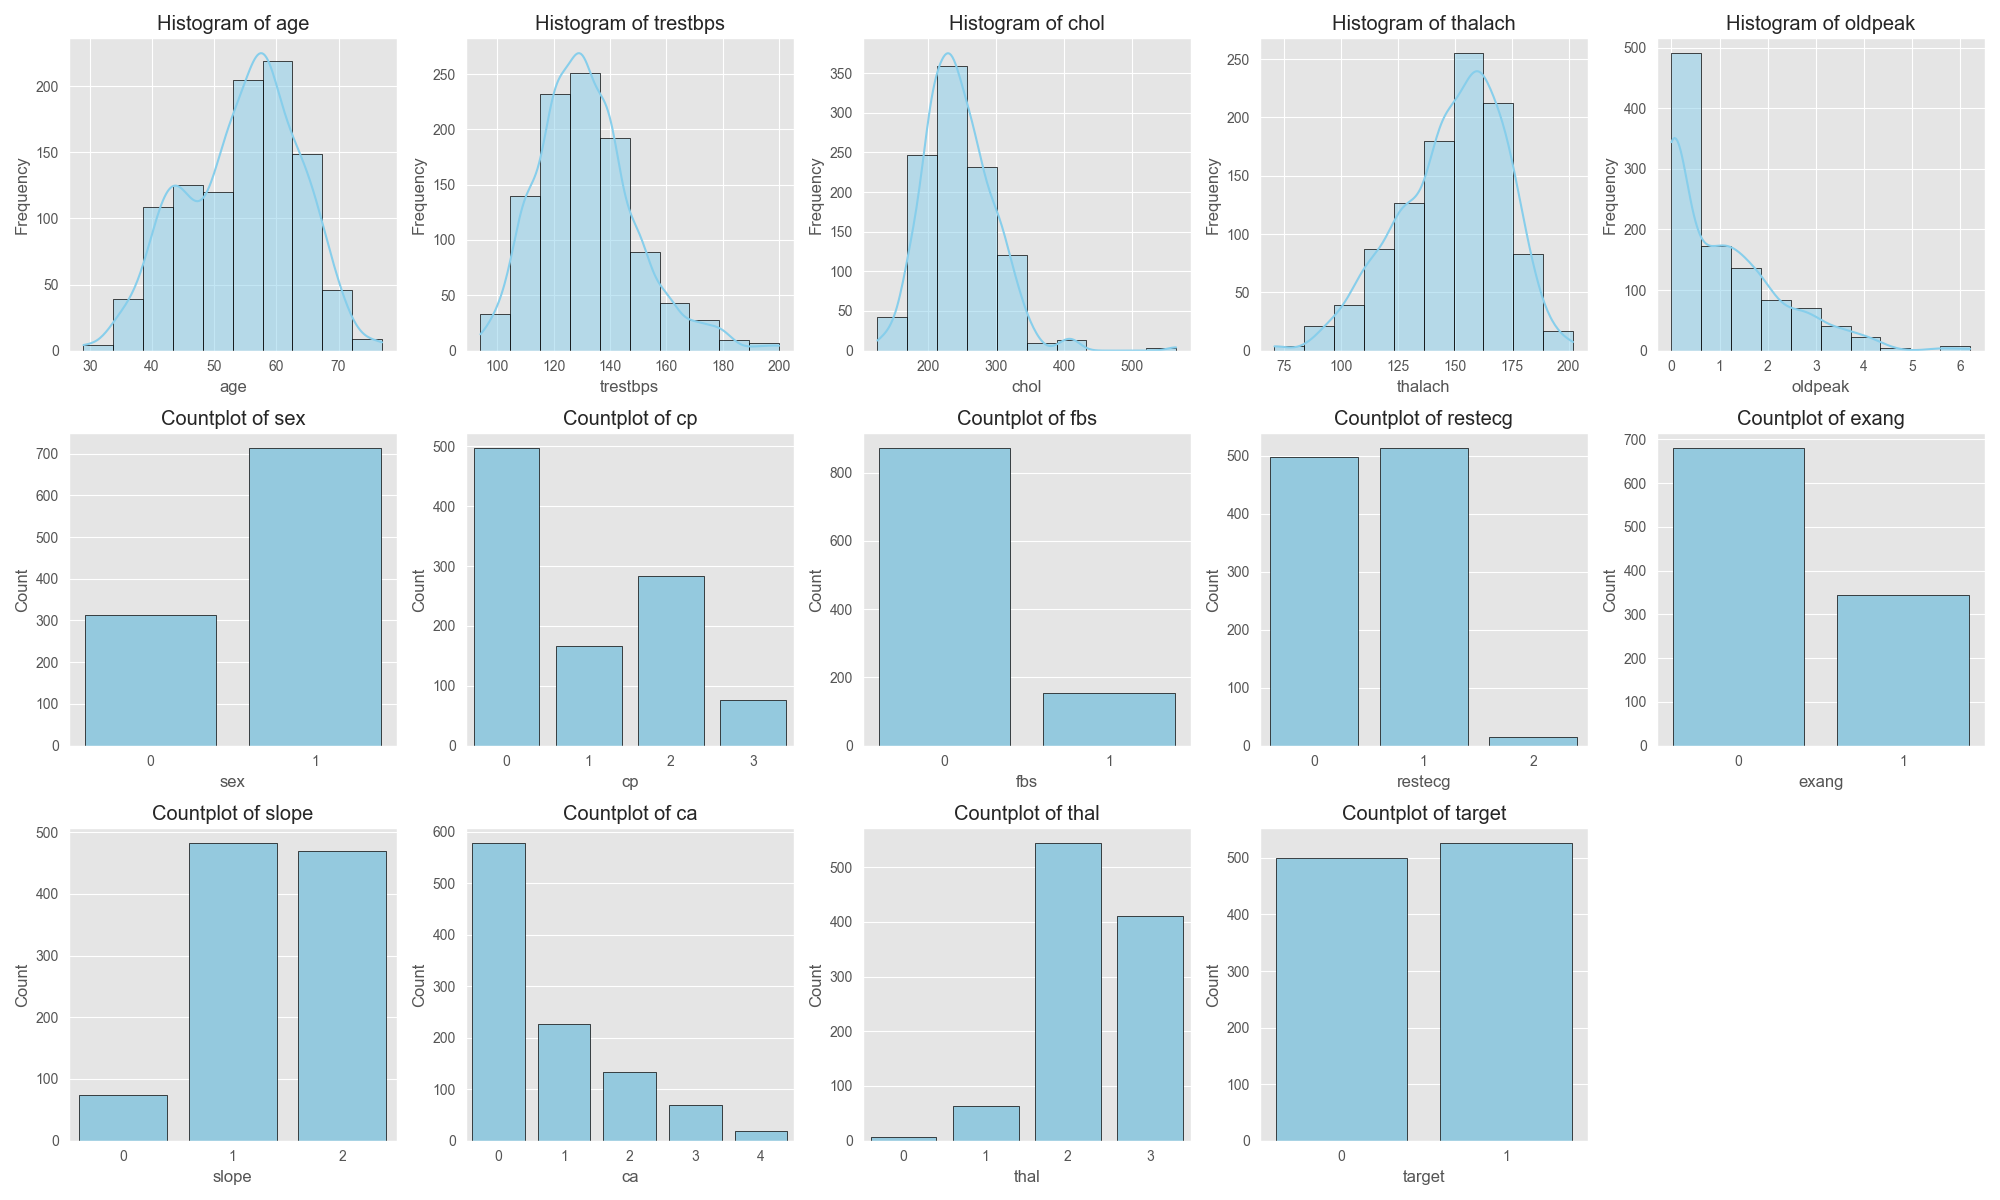 Histogram of age
Histogram of trestbps
Histogram of chol
Histogram of thalach
Histogram of oldpeak
Frequency
200
150
100
50
0
30 40 50 60 70
age
Frequency
250
200
150
100
50
0
100 120 140 160 180 200
trestbps
Frequency
350
300
250
200
150
100
50
0
200 300 400 500
chol
Frequency
250
200
150
100
50
0
75 100 125 150 175 200
thalach
Frequency
500
400
300
200
100
0
0 1 2 3 4 5 6
oldpeak
Countplot of sex
Countplot of cp
Countplot of fbs
Countplot of restecg
Countplot of exang
Count
700
600
500
400
300
200
100
0
0 1
sex
Count
500
400
300
200
100
0
0 1 2 3
cp
Count
800
600
400
200
0
0 1
fbs
Count
500
400
300
200
100
0
0 1 2
restecg
Count
700
600
500
400
300
200
100
0
0 1
exang
Countplot of slope
Countplot of ca
Countplot of thal
Countplot of target
Count
500
400
300
200
100
0
0 1 2
slope
Count
600
500
400
300
200
100
0
0 1 2 3 4
ca
Count
500
400
300
200
100
0
0 1 2 3
thal
Count
500
400
300
200
100
0
0 1
target